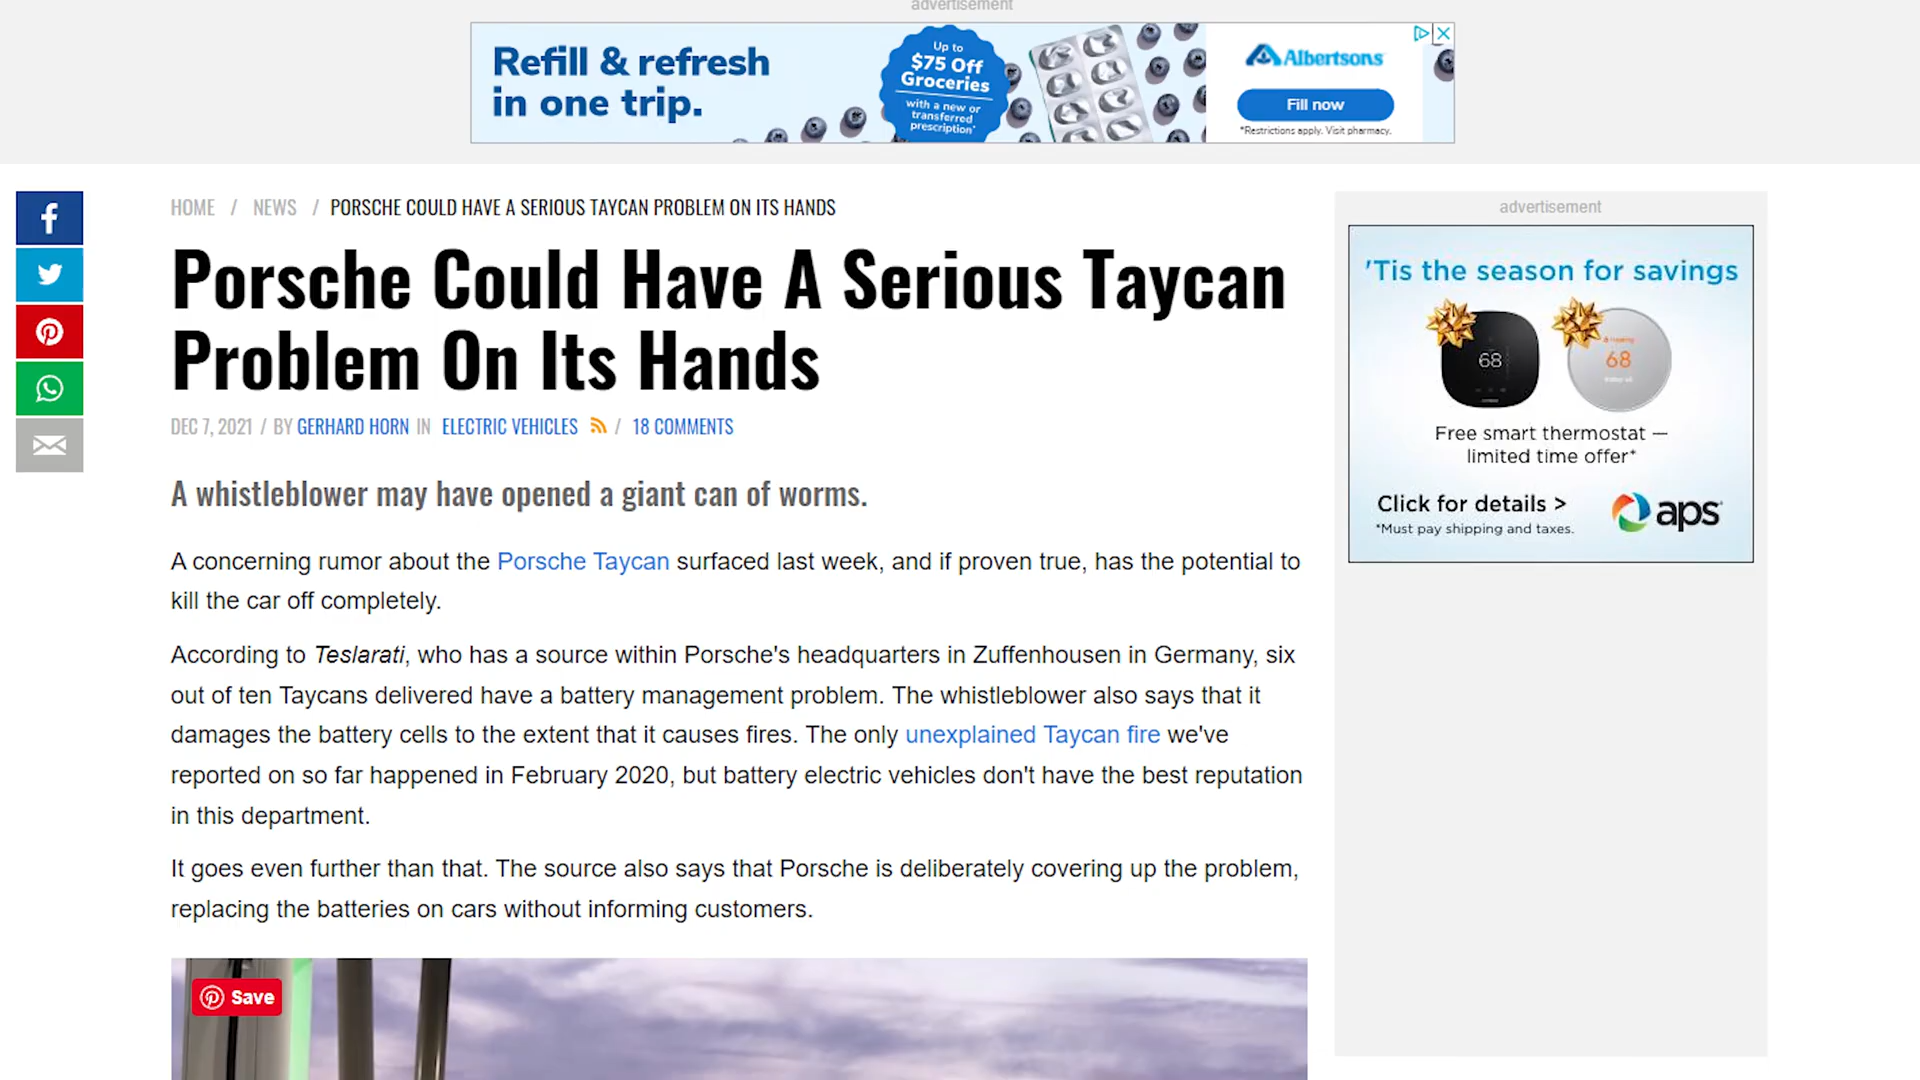 advertisement
Refill & refresh
in one trip.
Up to
$75 Off
Groceries
with a new or
transferred
prescription*
Albertsons
Fill now
*Restrictions apply. Visit pharmacy.
HOME / NEWS / PORSCHE COULD HAVE A SERIOUS TAYCAN PROBLEM ON ITS HANDS
Porsche Could Have A Serious Taycan
Problem On Its Hands
DEC 7, 2021 / BY GERHARD HORN IN ELECTRIC VEHICLES / 18 COMMENTS
A whistleblower may have opened a giant can of worms.
A concerning rumor about the Porsche Taycan surfaced last week, and if proven true, has the potential to
kill the car off completely.
According to Teslarati, who has a source within Porsche's headquarters in Zuffenhousen in Germany, six
out of ten Taycans delivered have a battery management problem. The whistleblower also says that it
damages the battery cells to the extent that it causes fires. The only unexplained Taycan fire we've
reported on so far happened in February 2020, but battery electric vehicles don't have the best reputation
in this department.
It goes even further than that. The source also says that Porsche is deliberately covering up the problem,
replacing the batteries on cars without informing customers.
Save
advertisement
'Tis the season for savings
68
68
Free smart thermostat —
limited time offer*
Click for details >
*Must pay shipping and taxes.
aps